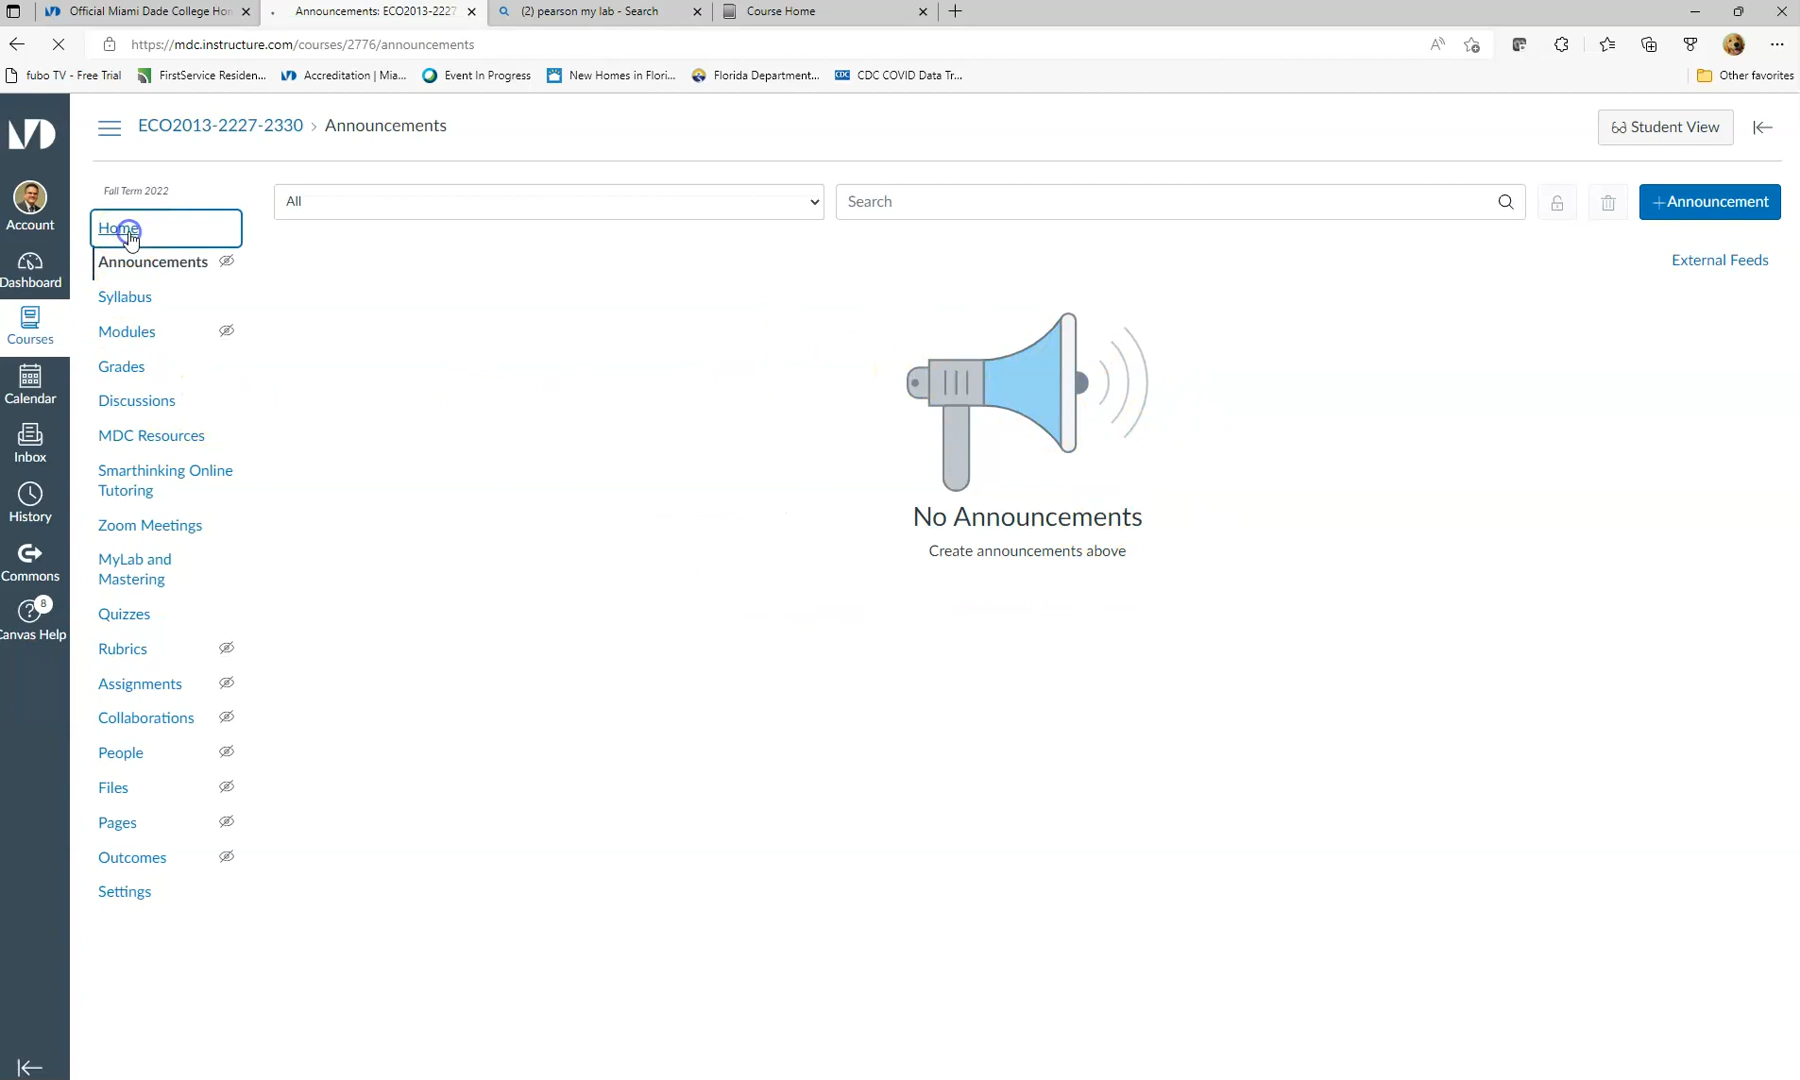 Official Miami Dade College Hon
Announcements: ECO2013-2227
(2) pearson my lab - Search
Course Home
https://mdc.instructure.com/courses/2776/announcements
fubo TV - Free Trial
FirstService Residen...
Accreditation | Mia...
Event In Progress
New Homes in Flori...
Florida Department...
CDC COVID Data Tr...
Other favorites
ECO2013-2227-2330 › Announcements
Student View
Fall Term 2022
All
Search
+Announcement
External Feeds
Account
Dashboard
Courses
Calendar
Inbox
History
Commons
8
Canvas Help
Home
Announcements
Syllabus
Modules
Grades
Discussions
MDC Resources
Smarthinking Online
Tutoring
Zoom Meetings
MyLab and
Mastering
Quizzes
Rubrics
Assignments
Collaborations
People
Files
Pages
Outcomes
Settings
No Announcements
Create announcements above